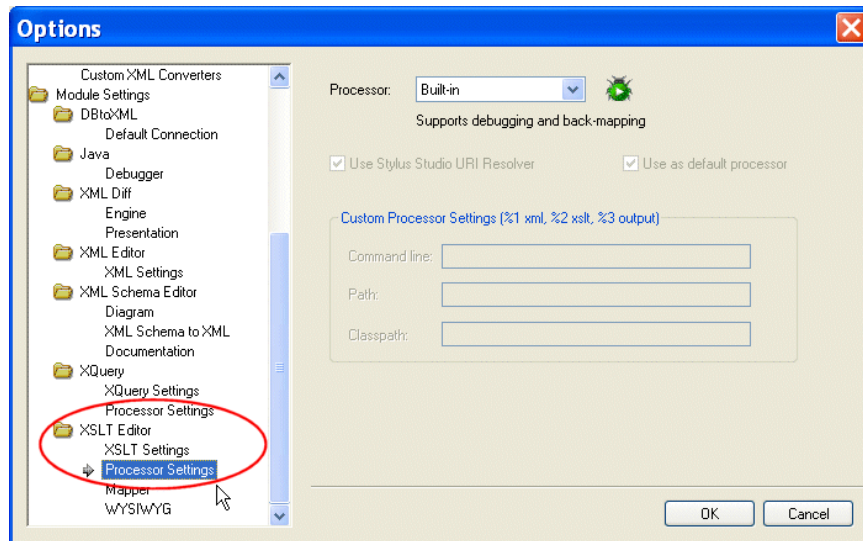 Options
Custom XML Converters
Module Settings
DBtoXML
Default Connection
Java
Debugger
XML Diff
Engine
Presentation
XML Editor
XML Settings
XML Schema Editor
Diagram
XML Schema to XML
Documentation
XQuery
XQuery Settings
Processor Settings
XSLT Editor
XSLT Settings
Processor Settings
Mapper
WYSIWYG
Processor: Built-in
Supports debugging and back-mapping
Use Stylus Studio URI Resolver Use as default processor
Custom Processor Settings (%1 xml, %2 xslt, %3 output)
Command line:
Path:
Classpath:
OK Cancel